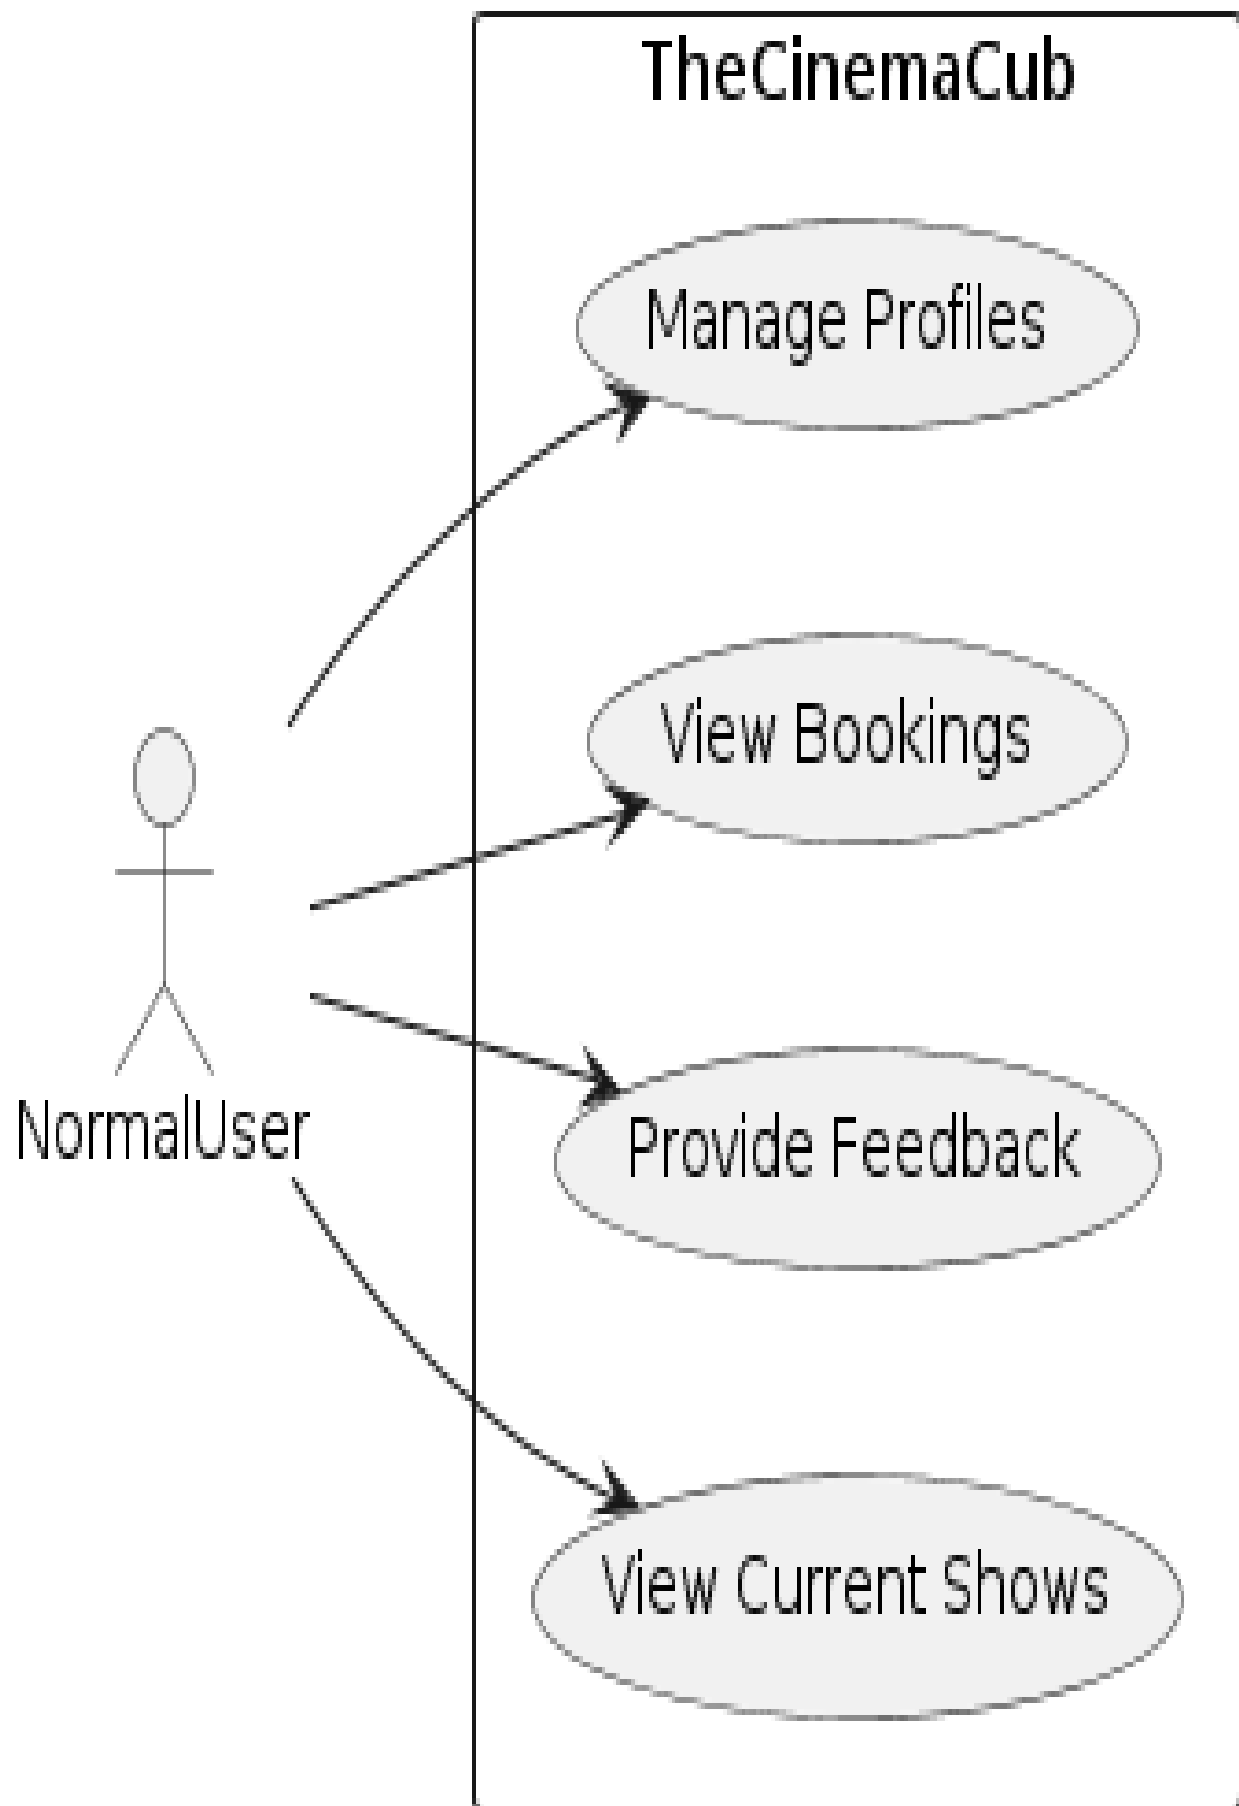 TheCinemaCub
Manage Profiles
View Bookings
NormalUser
Provide Feedback
View Current Shows